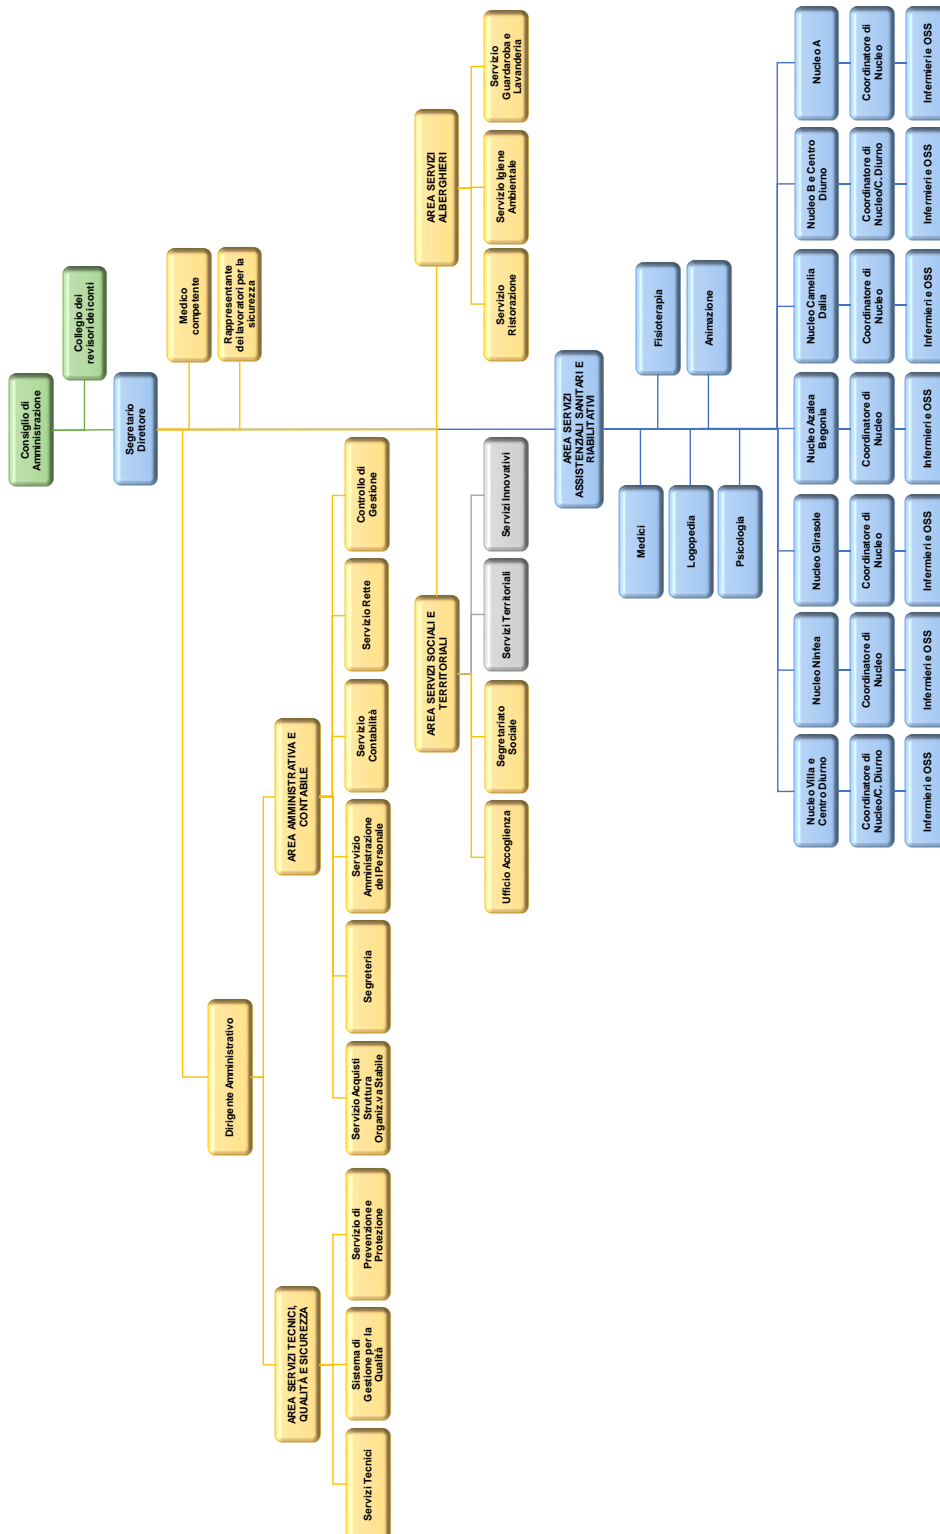 Consiglio di
Amministrazione
Collegio dei
revisori dei conti
Segretario
Direttore
Medico
competente
Rappresentante
dei lavoratori per la
sicurezza
Dirigente Amministrativo
AREA SERVIZI TECNICI,
QUALITÀ E SICUREZZA
AREA AMMINISTRATIVA E
CONTABILE
Servizi Tecnici
Sistema di
Gestione per la
Qualità
Servizio di
Prevenzione e
Protezione
Servizio Acquisti
Struttura
Organiz.va Stabile
Segreteria
Servizio
Amministrazione
del Personale
Servizio
Contabilità
Servizio Rette
Controllo di
Gestione
AREA SERVIZI SOCIALI E
TERRITORIALI
AREA SERVIZI
ALBERGHIERI
Ufficio Accoglienza
Segretariato
Sociale
Servizi Territoriali
Servizi Innovativi
Servizio
Ristorazione
Servizio Igiene
Ambientale
Servizio
Guardaroba e
Lavanderia
AREA SERVIZI
ASSISTENZIALI SANITARI E
RIABILITATIVI
Medici
Fisioterapia
Logopedia
Animazione
Psicologia
Nucleo Villa e
Centro Diurno
Nucleo Ninfea
Nucleo Girasole
Nucleo Azalea
Begonia
Nucleo Camelia
Dalia
Nucleo B e Centro
Diurno
Nucleo A
Coordinatore di
Nucleo/C. Diurno
Coordinatore di
Nucleo
Coordinatore di
Nucleo
Coordinatore di
Nucleo
Coordinatore di
Nucleo
Coordinatore di
Nucleo/C. Diurno
Coordinatore di
Nucleo
Infermieri e OSS
Infermieri e OSS
Infermieri e OSS
Infermieri e OSS
Infermieri e OSS
Infermieri e OSS
Infermieri e OSS